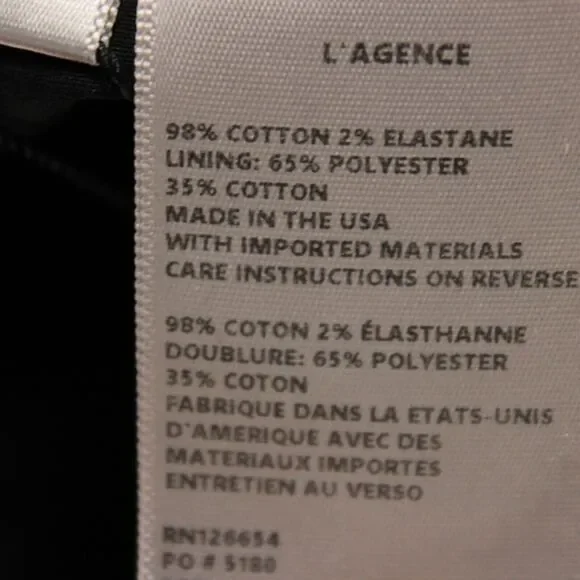 L'AGENCE
98% COTTON 2% ELASTANE
LINING: 65% POLYESTER
35% COTTON
MADE IN THE USA
WITH IMPORTED MATERIALS
CARE INSTRUCTIONS ON REVERSE
98% COTON 2% ÉLASTHANNE
DOUBLURE: 65% POLYESTER
35% COTON
FABRIQUE DANS LA ETATS-UNIS
D'AMERIQUE AVEC DES
MATERIAUX IMPORTES
ENTRETIEN AU VERSO
RN126654
PO # 5180